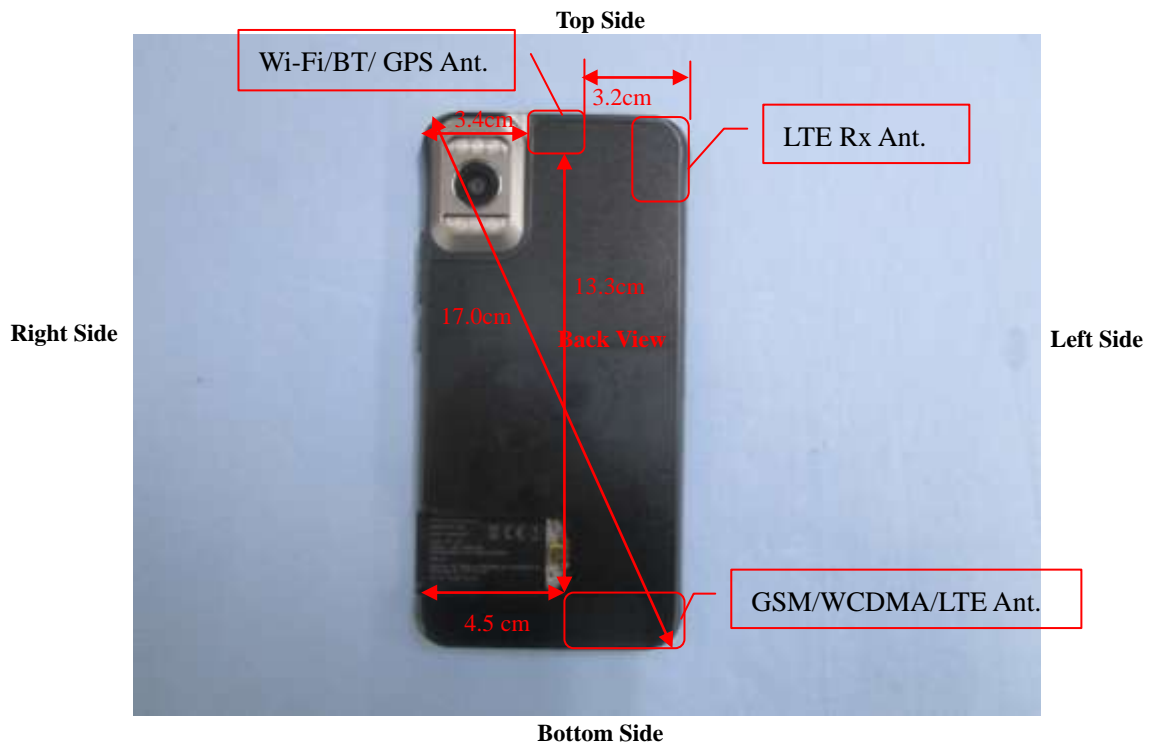 Top Side
Wi-Fi/BT/ GPS Ant.
3.2cm
3.4cm
LTE Rx Ant.
13.3cm
17.0cm
Right Side
Back View
Left Side
GSM/WCDMA/LTE Ant.
4.5 cm
Bottom Side